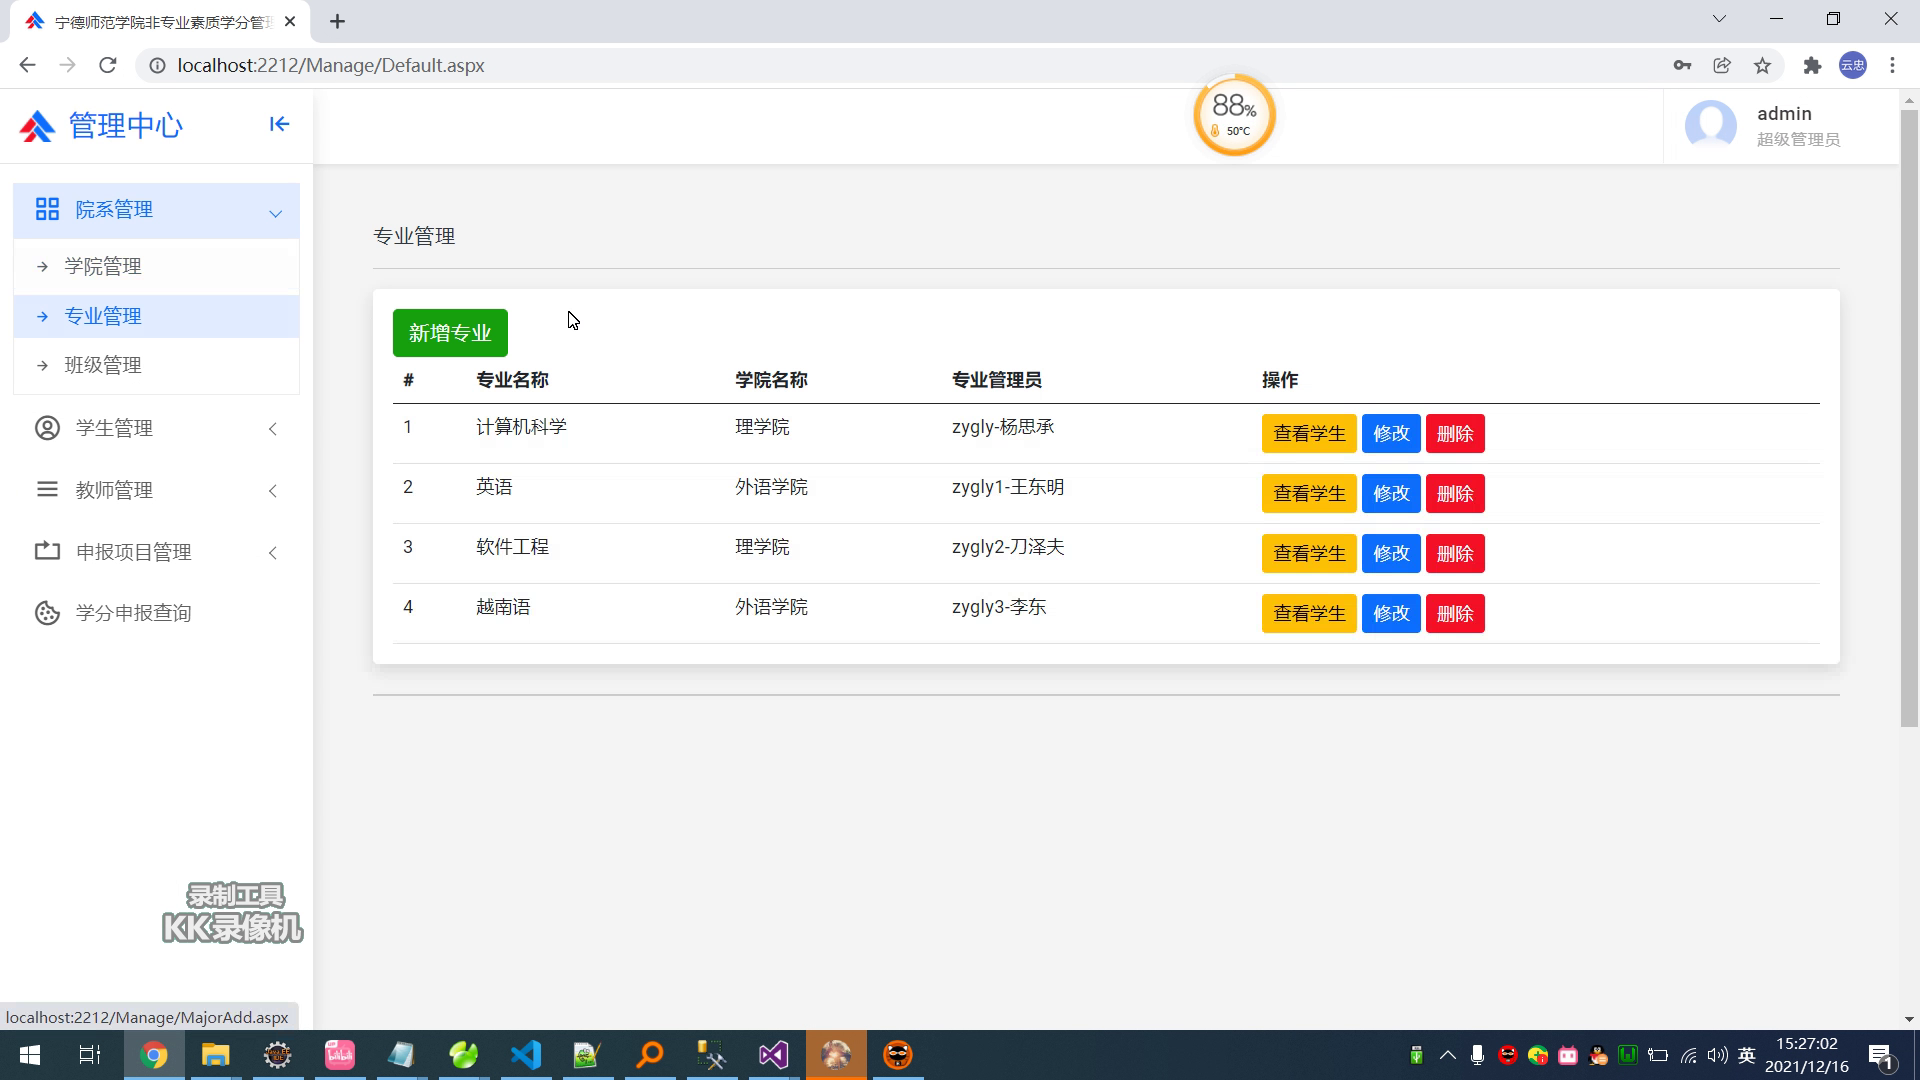 宁德师范学院非专业素质学分管
localhost:2212/Manage/Default.aspx
云忠
管理中心
88%
50°C
admin
超级管理员
院系管理
学院管理
专业管理
班级管理
学生管理
教师管理
申报项目管理
学分申报查询
专业管理
新增专业
# 专业名称 学院名称 专业管理员 操作
1 计算机科学 理学院 zygly-杨思承 查看学生 修改 删除
2 英语 外语学院 zygly1-王东明 查看学生 修改 删除
3 软件工程 理学院 zygly2-刀泽夫 查看学生 修改 删除
4 越南语 外语学院 zygly3-李东 查看学生 修改 删除
录制工具
KK录像机
localhost:2212/Manage/MajorAdd.aspx
英
15:27:02
2021/12/16
1